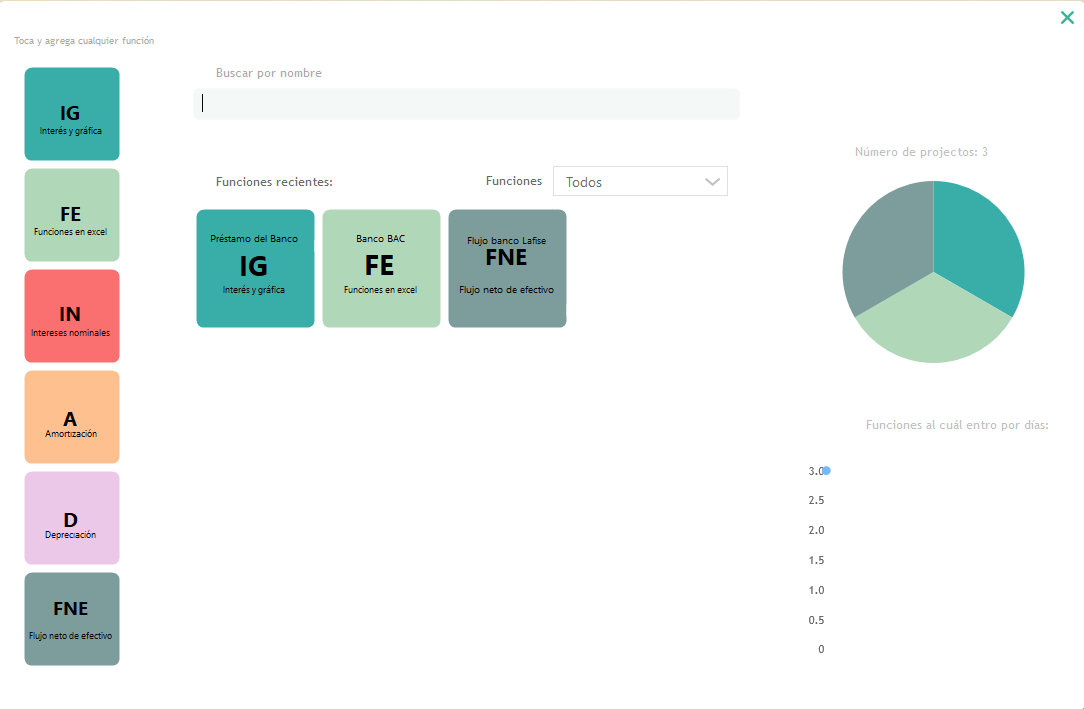 Toca y agrega cualquier función
IG
Interés y gráfica
FE
Funciones en excel
IN
Intereses nominales
A
Amortización
D
Depreciación
FNE
Flujo neto de efectivo
Buscar por nombre
Funciones recientes:
Funciones
Todos
Préstamo del Banco
IG
Interés y gráfica
Banco BAC
FE
Funciones en excel
Flujo banco Lafise
FNE
Flujo neto de efectivo
Número de projectos: 3
Funciones al cuál entro por días:
3.0
2.5
2.0
1.5
1.0
0.5
0